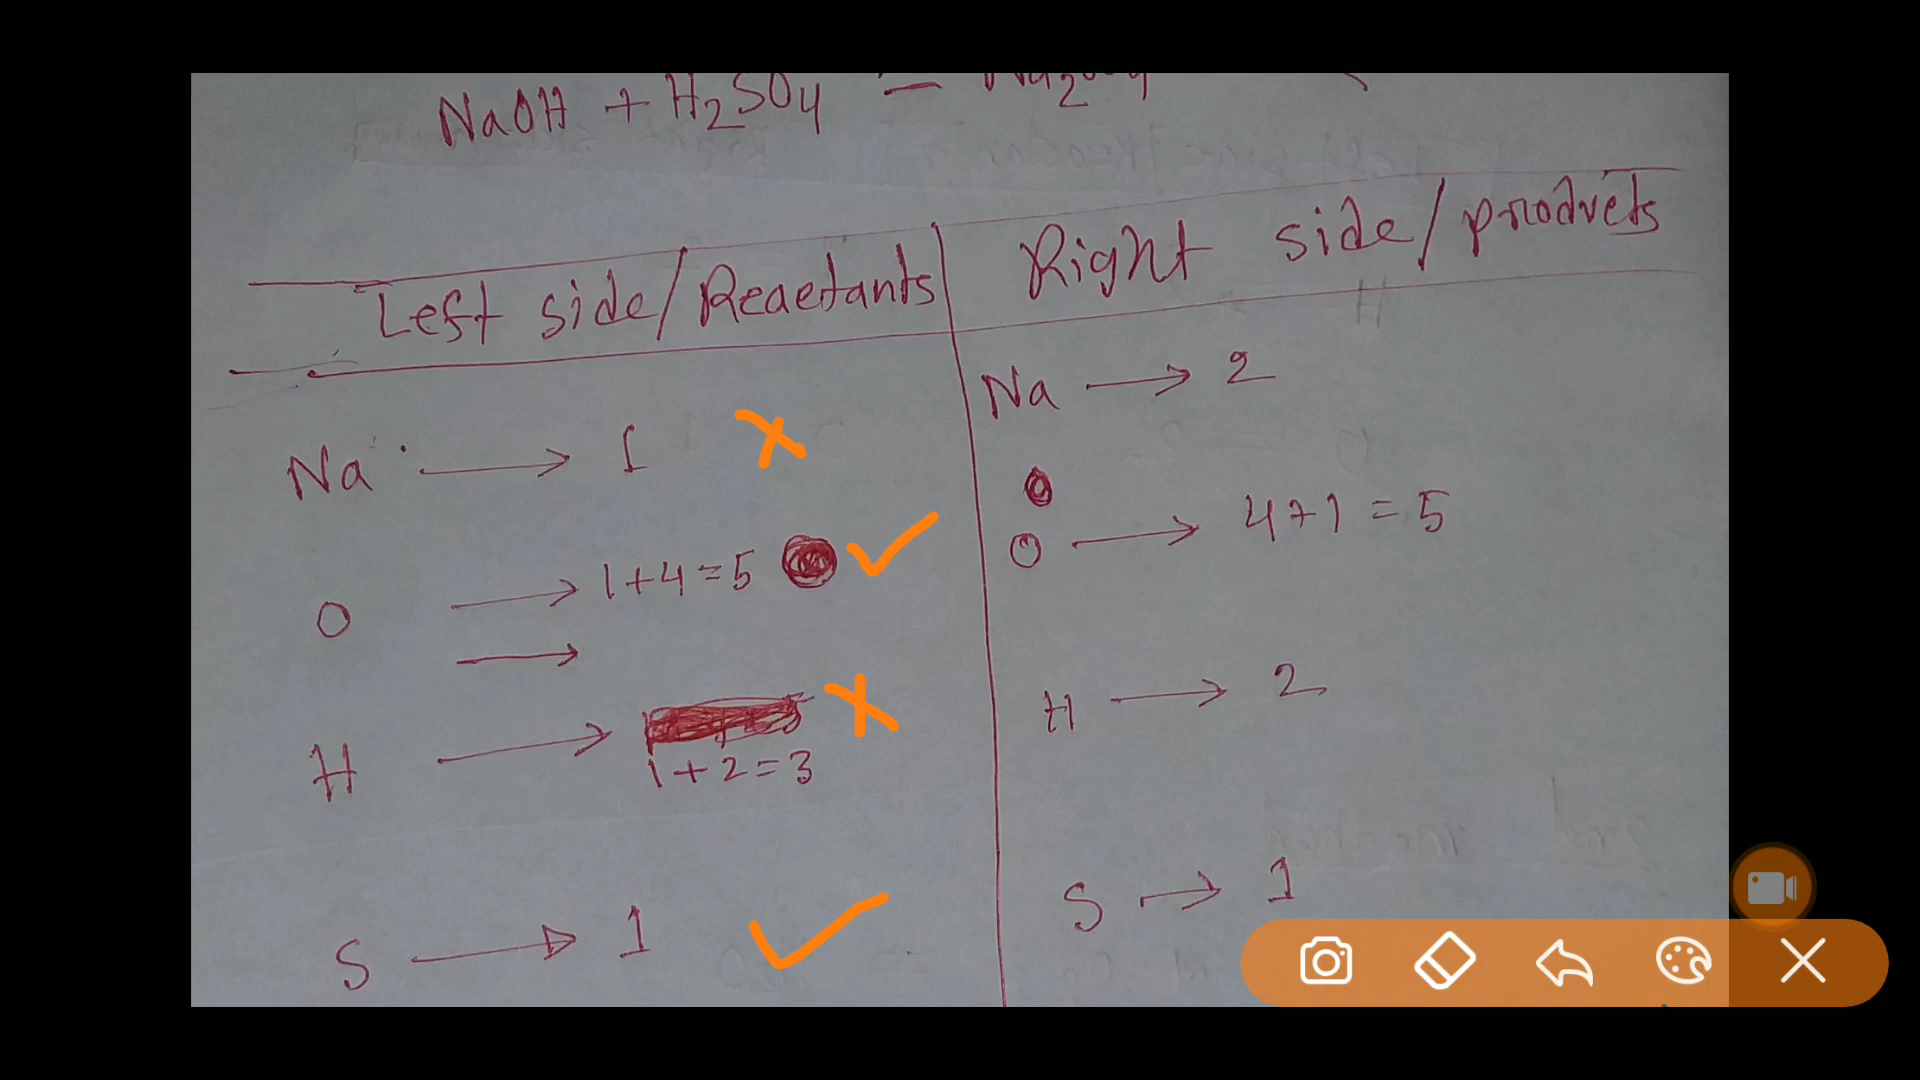 NaOH + H2SO4 =
Left side/Reactants
Right side/products
Na → 1
Na → 2
O → 1+4=5
O → 4+1=5
→
H → 1+2=3
H → 2
S → 1
S → 1